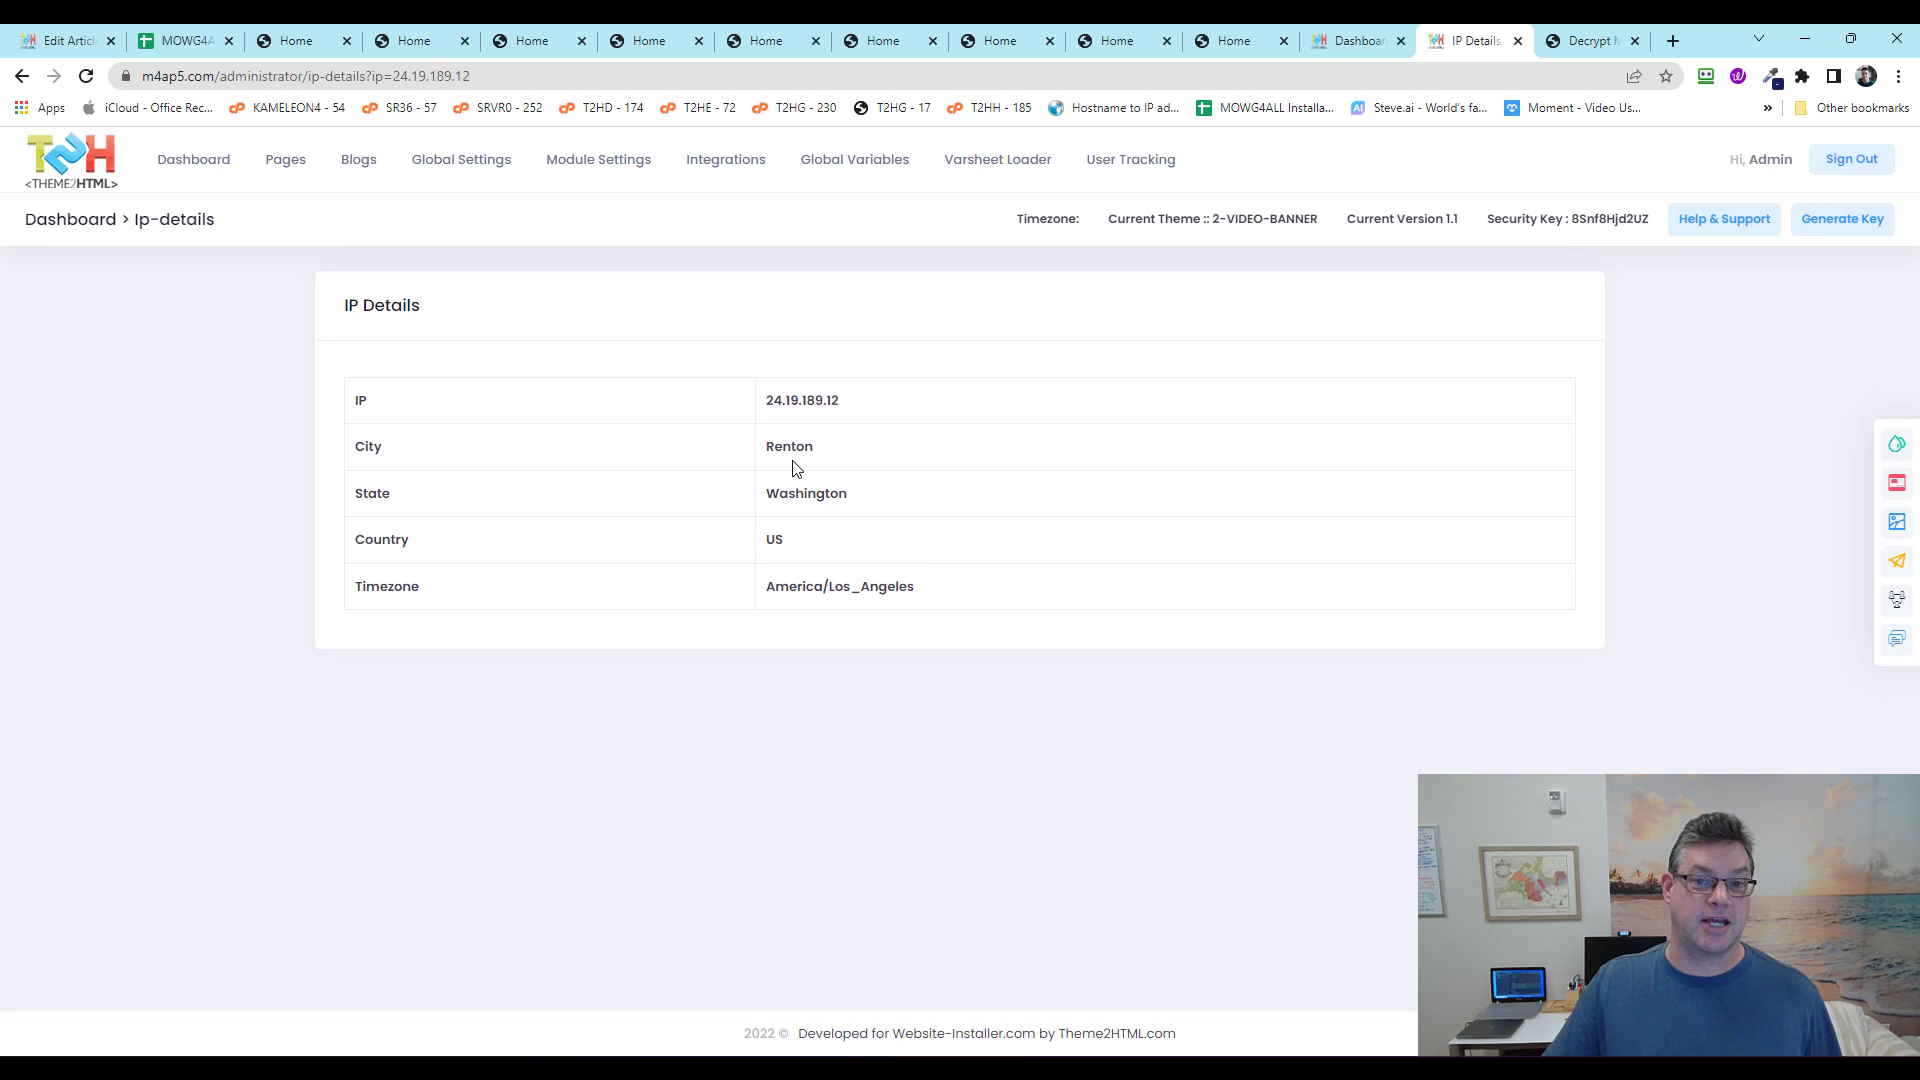 Edit Articl
MOWG4A
Home
Home
Home
Home
Home
Home
Home
Home
Home
Dashboar
IP Details
Decrypt M
m4ap5.com/administrator/ip-details?ip=24.19.189.12
Apps
iCloud - Office Rec...
KAMELEON4 - 54
SR36 - 57
SRVR0 - 252
T2HD - 174
T2HE - 72
T2HG - 230
T2HG - 17
T2HH - 185
Hostname to IP ad...
MOWG4ALL Installa...
Steve.ai - World's fa...
Moment - Video Us...
»
Other bookmarks
T2H
<THEME2HTML>
Dashboard
Pages
Blogs
Global Settings
Module Settings
Integrations
Global Variables
Varsheet Loader
User Tracking
Hi, Admin
Sign Out
Dashboard > Ip-details
Timezone:
Current Theme :: 2-VIDEO-BANNER
Current Version 1.1
Security Key : 8Snf8Hjd2UZ
Help & Support
Generate Key
IP Details
IP 24.19.189.12
City Renton
State Washington
Country US
Timezone America/Los_Angeles
2022 © Developed for Website-Installer.com by Theme2HTML.com